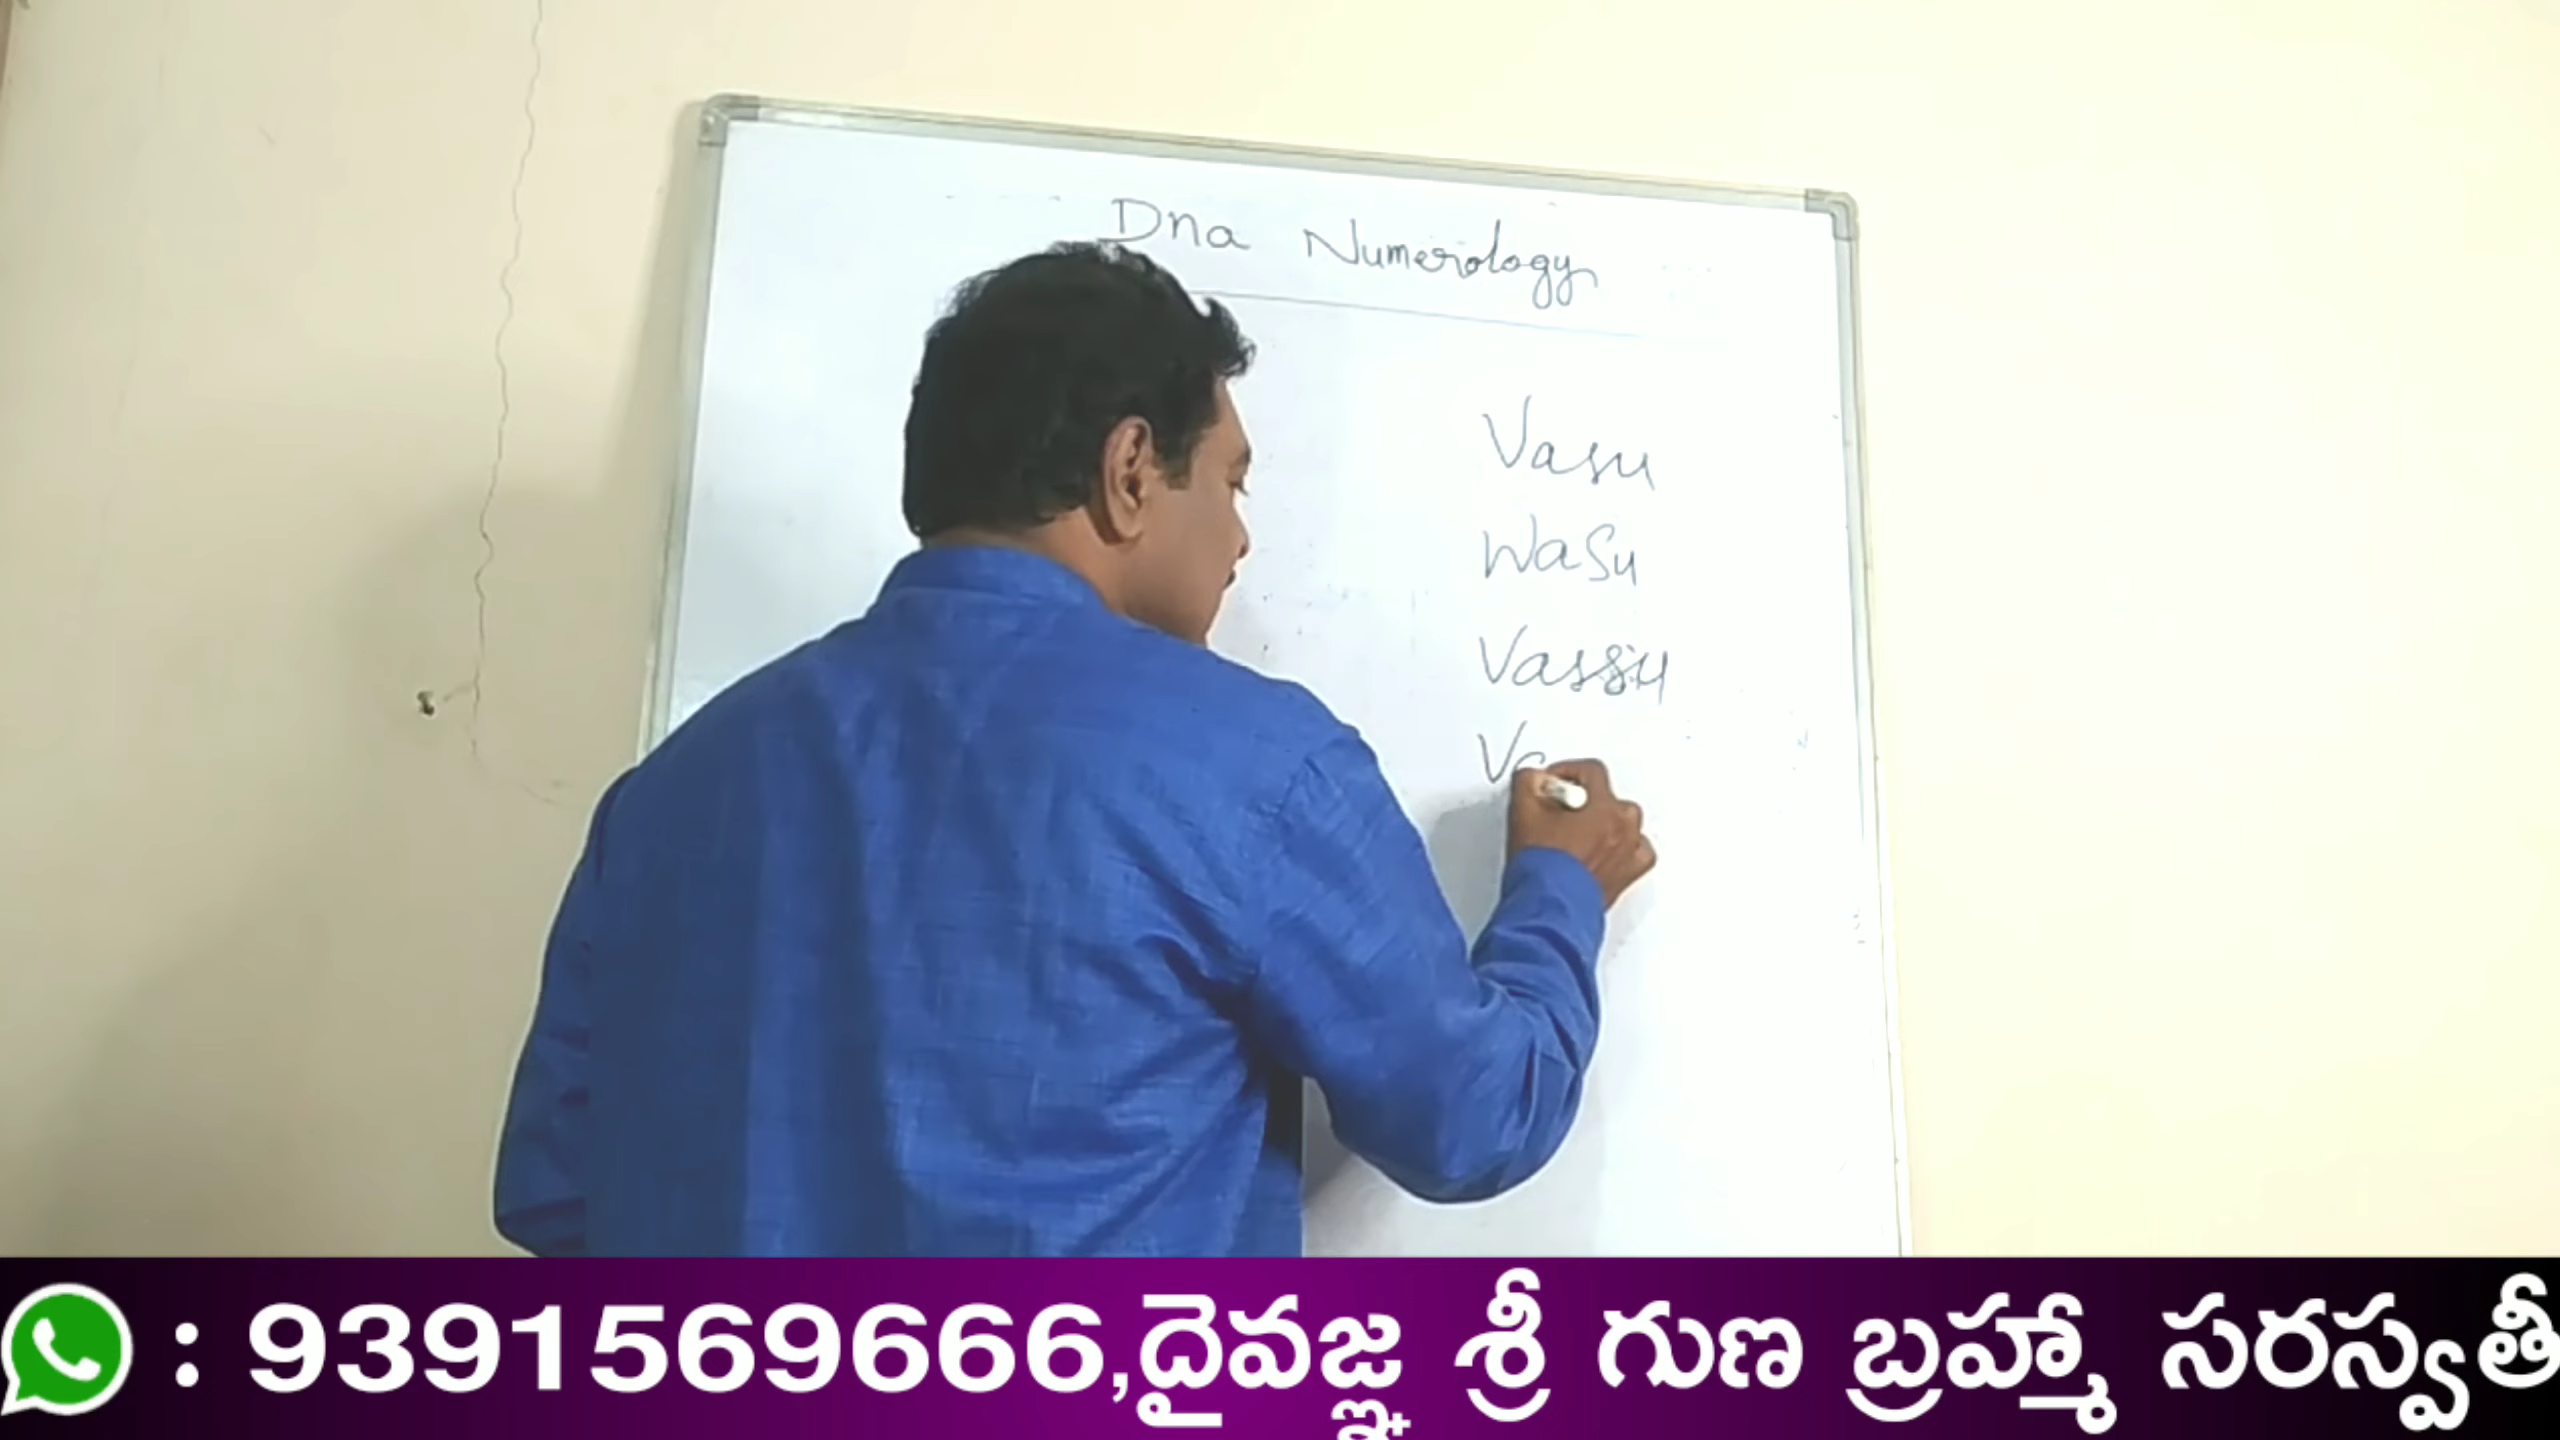 Dna Numerology
Vasu
Wasu
Vassu
Va
: 9391569666,దైవజ్ఞ శ్రీ గుణ బ్రహ్మా సరస్వతీ